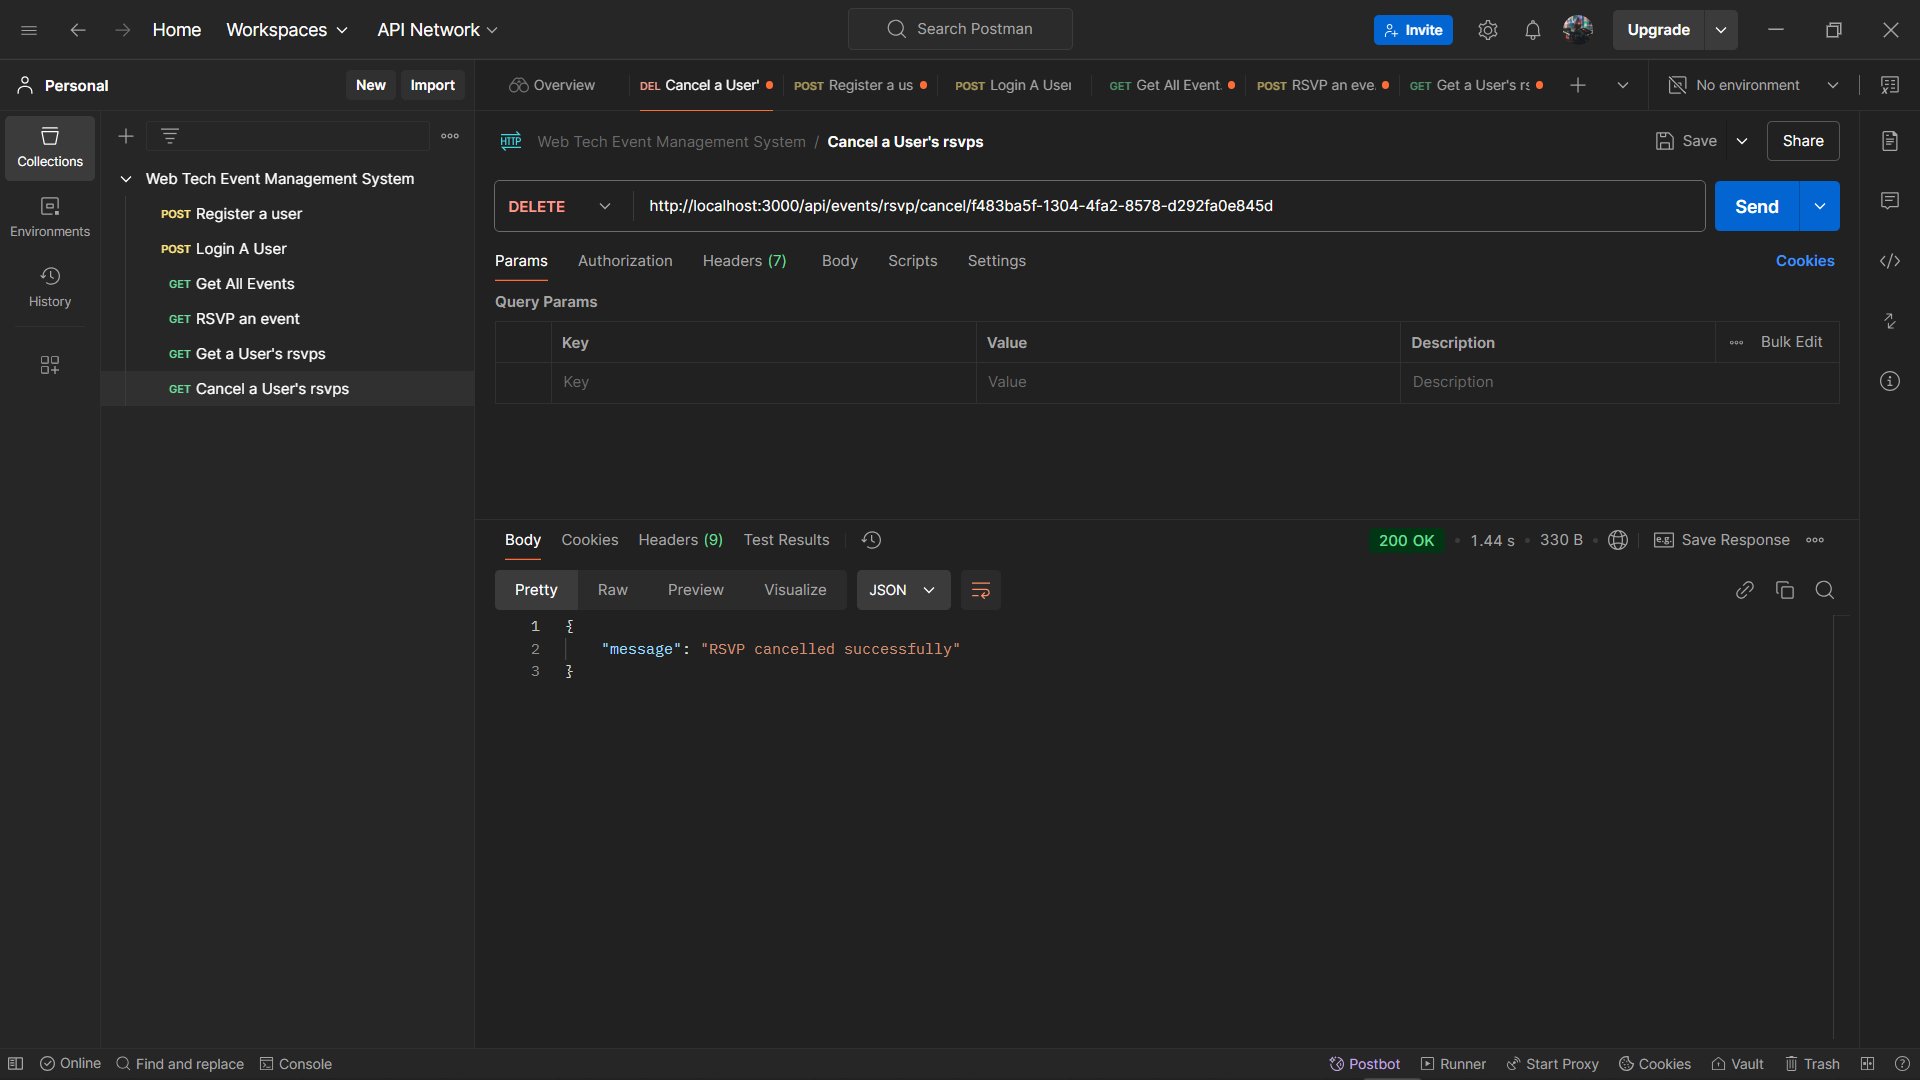 Home Workspaces API Network Search Postman Invite Upgrade
Personal New Import Overview DEL Cancel a User' POST Register a us POST Login A User GET Get All Event. POST RSVP an eve. GET Get a User's rs No environment
Collections
Environments
History
Web Tech Event Management System
POST Register a user
POST Login A User
GET Get All Events
GET RSVP an event
GET Get a User's rsvps
GET Cancel a User's rsvps
HTTP Web Tech Event Management System / Cancel a User's rsvps Save Share
DELETE http://localhost:3000/api/events/rsvp/cancel/f483ba5f-1304-4fa2-8578-d292fa0e845d Send
Params Authorization Headers (7) Body Scripts Settings Cookies
Query Params
Key Value Description Bulk Edit
Key Value Description
Body Cookies Headers (9) Test Results 200 OK 1.44 s 330 B e.g. Save Response
Pretty Raw Preview Visualize JSON
1 {
2 "message": "RSVP cancelled successfully"
3 }
Online Find and replace Console Postbot Runner Start Proxy Cookies Vault Trash